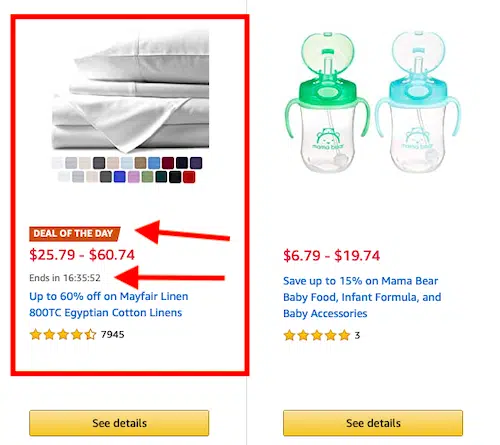 DEAL OF THE DAY
$25.79 - $60.74
Ends in 16:35:52
Up to 60% off on Mayfair Linen
800TC Egyptian Cotton Linens
7945
See details
mama bear
mama bear
$6.79 - $19.74
Save up to 15% on Mama Bear
Baby Food, Infant Formula, and
Baby Accessories
3
See details